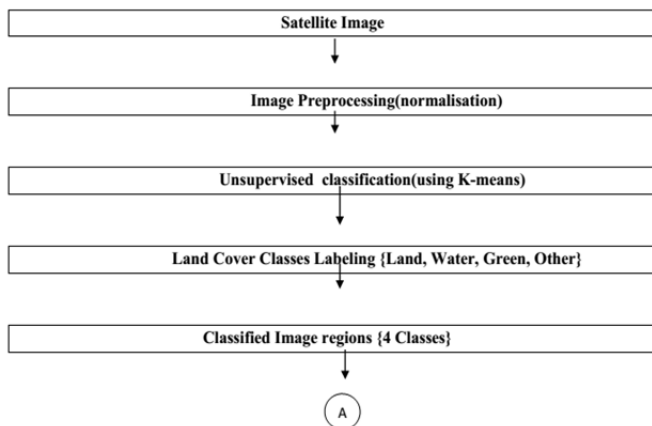 Satellite Image
Image Preprocessing(normalisation)
Unsupervised classification(using K-means)
Land Cover Classes Labeling {Land, Water, Green, Other}
Classified Image regions {4 Classes}
A